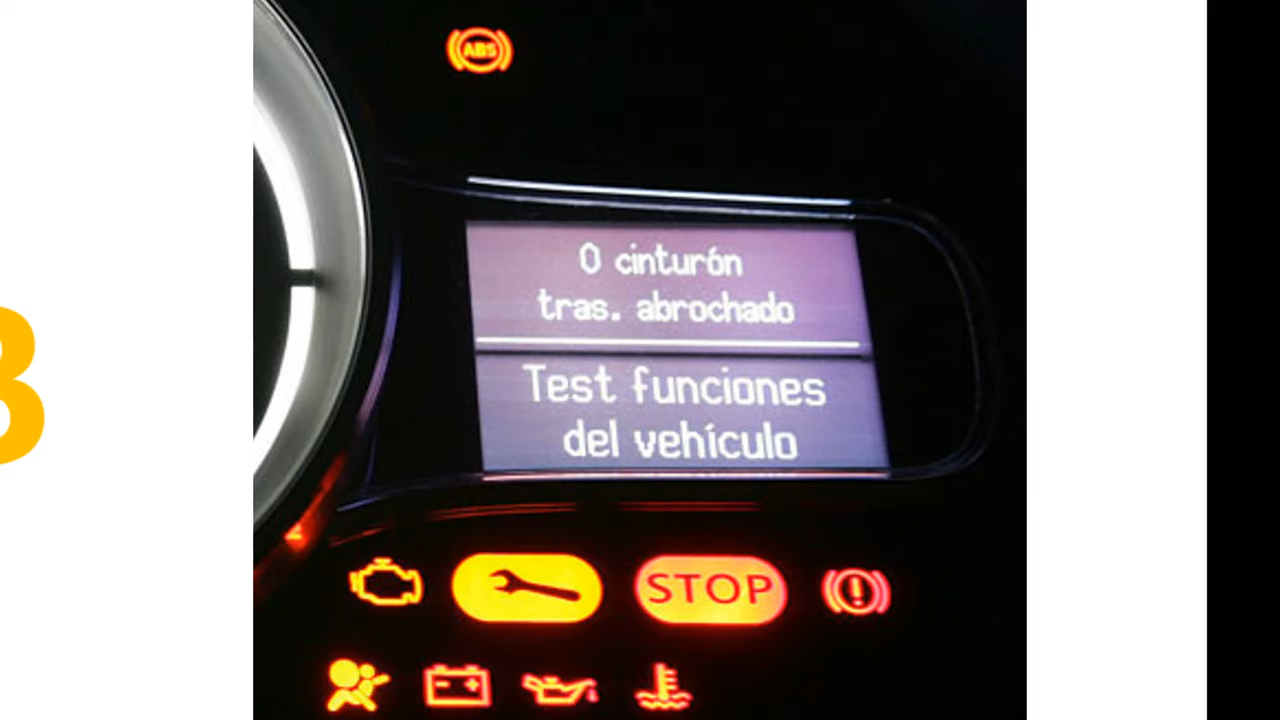 ABS
0 cinturón
tras. abrochado
Test funciones
del vehículo
STOP